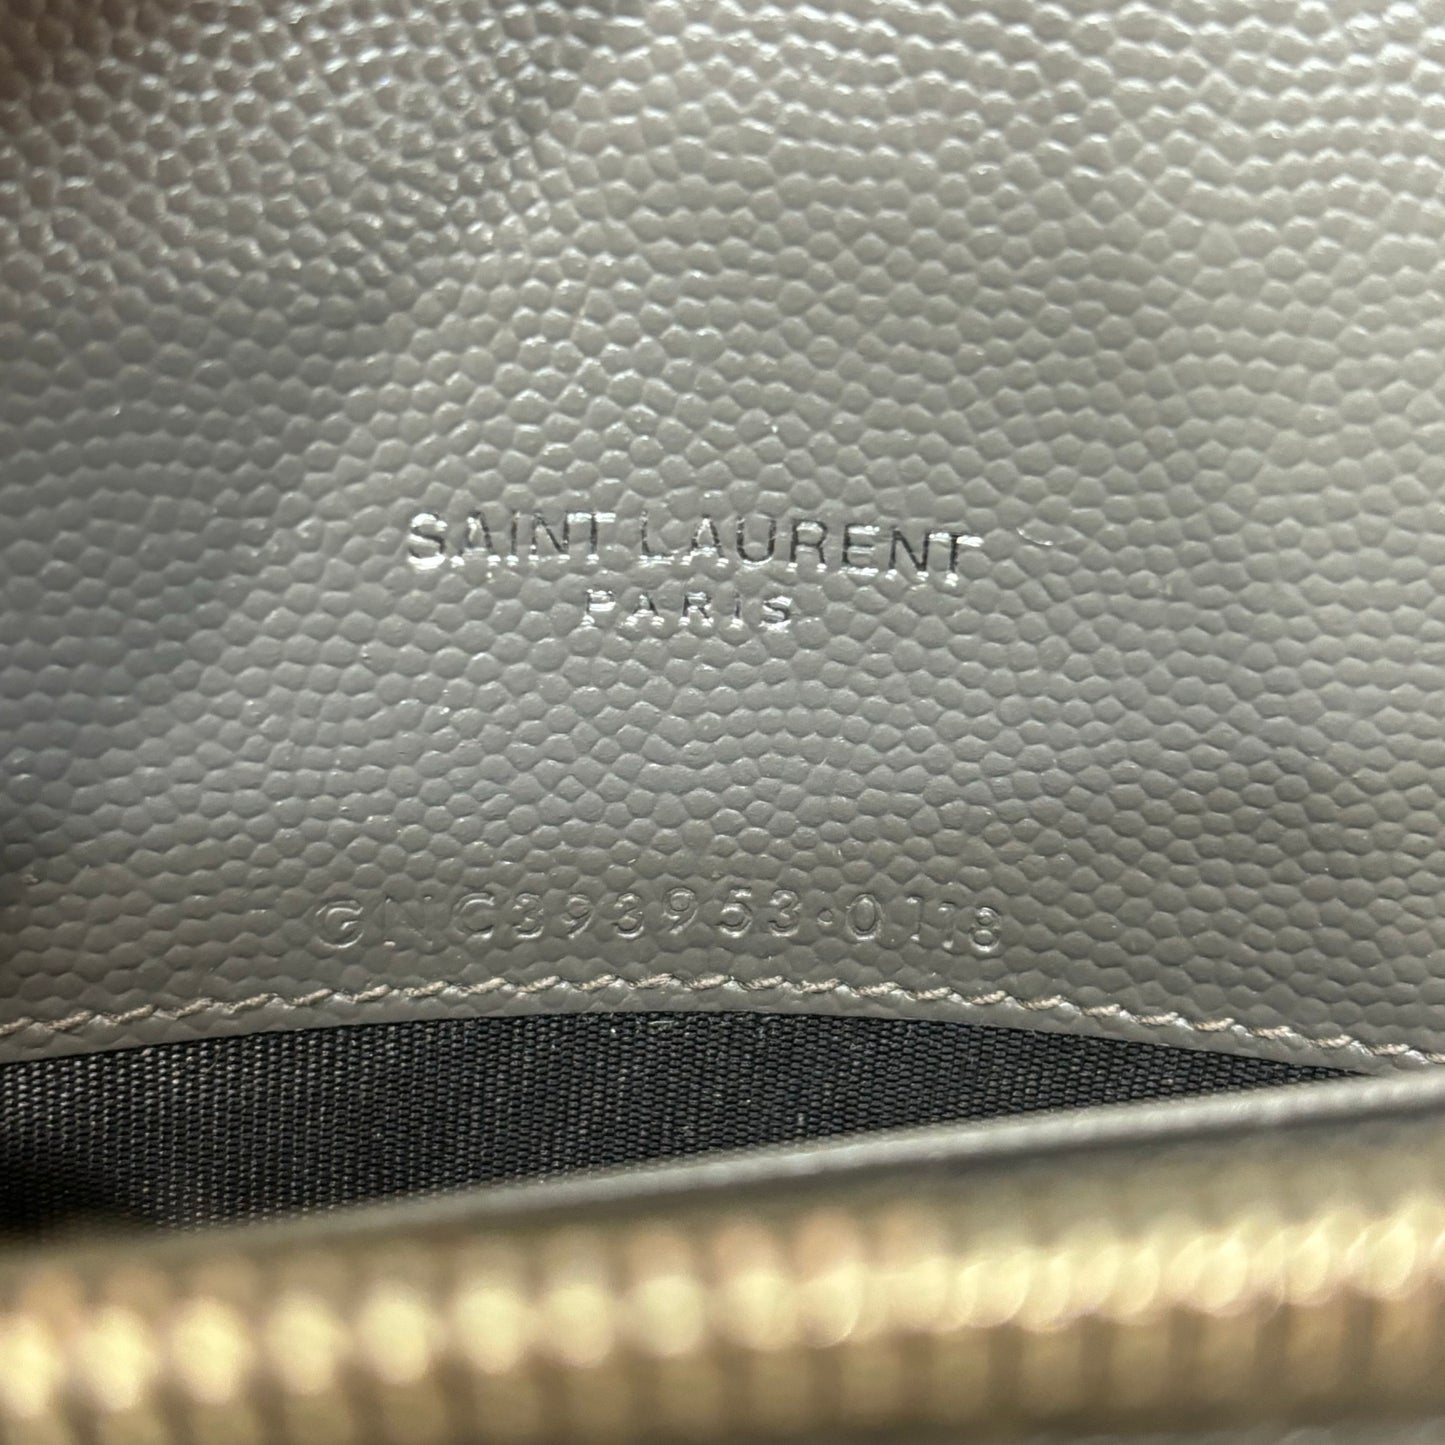 SAINT LAURENT
PARIS
GNC393953·0118